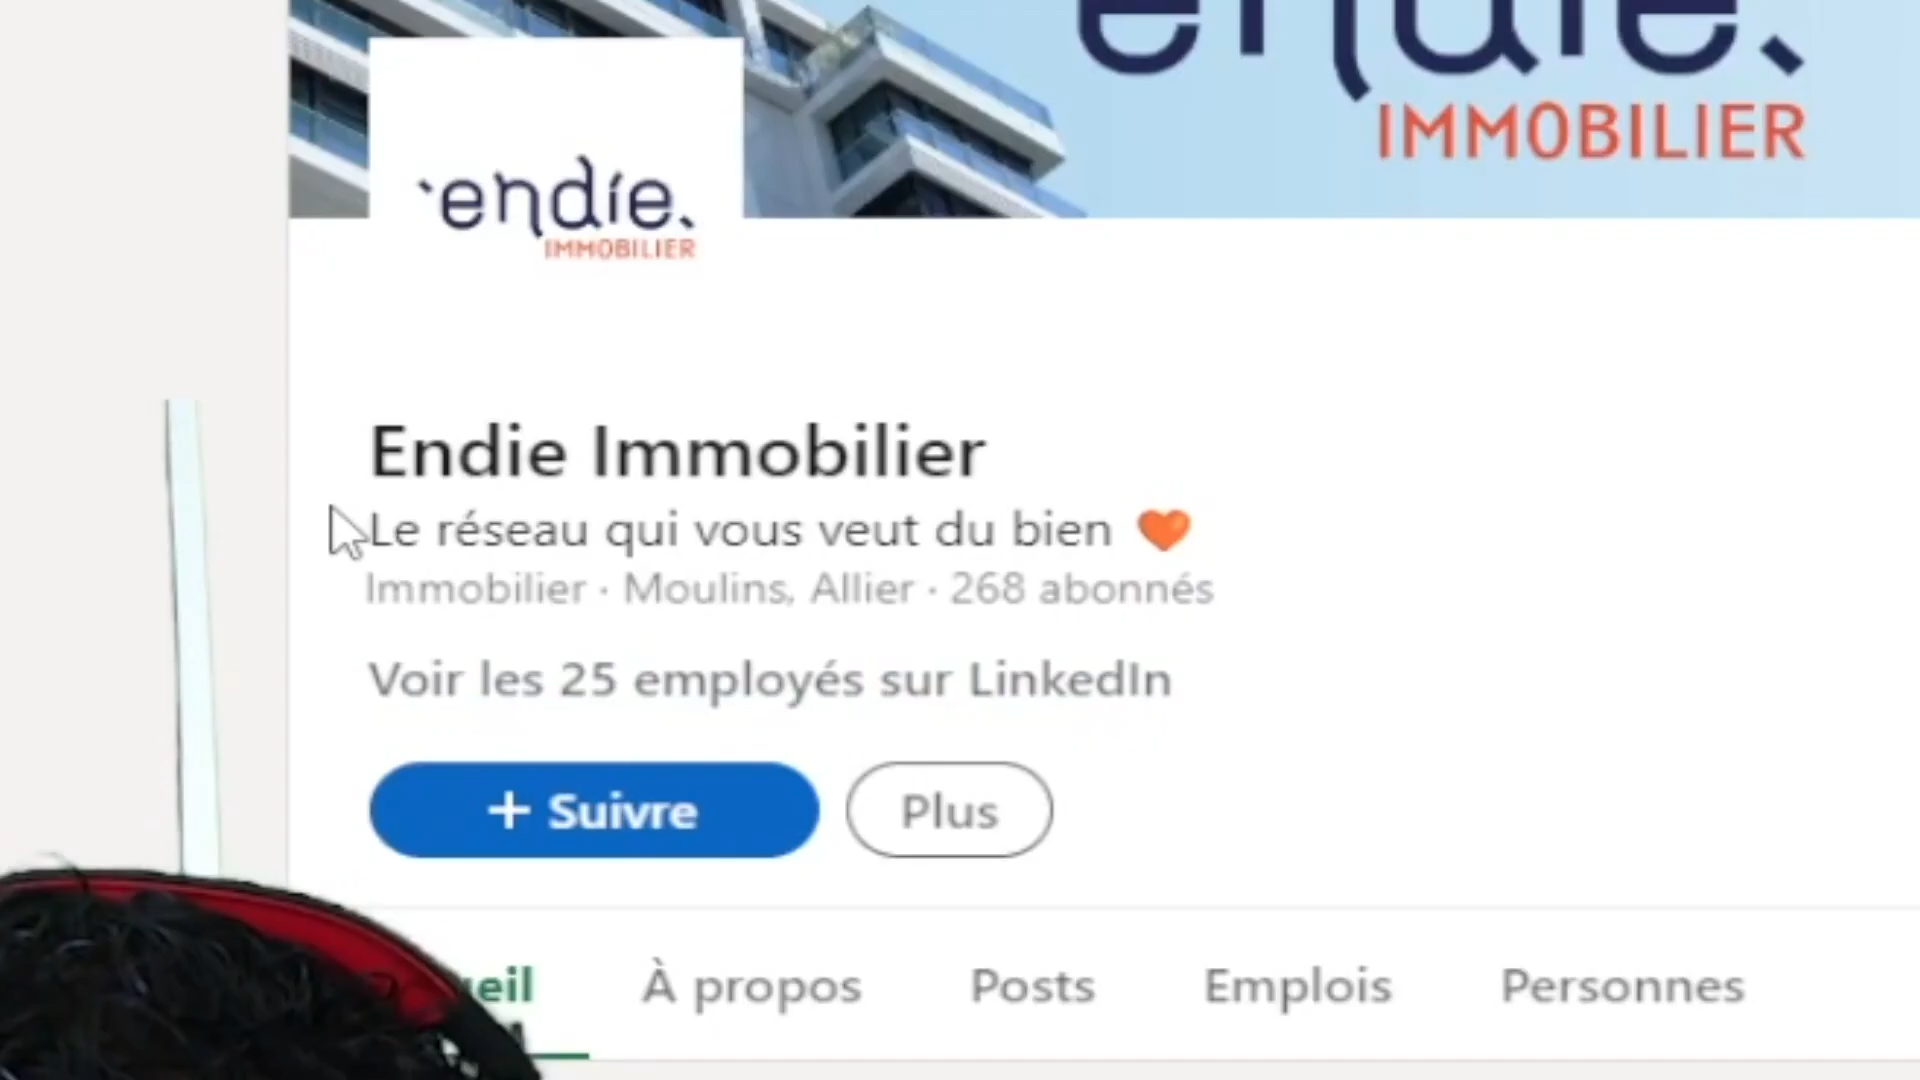 endie.
IMMOBILIER
endie.
IMMOBILIER
Endie Immobilier
Le réseau qui vous veut du bien 🧡
Immobilier · Moulins, Allier · 268 abonnés
Voir les 25 employés sur LinkedIn
+ Suivre Plus
À propos Posts Emplois Personnes